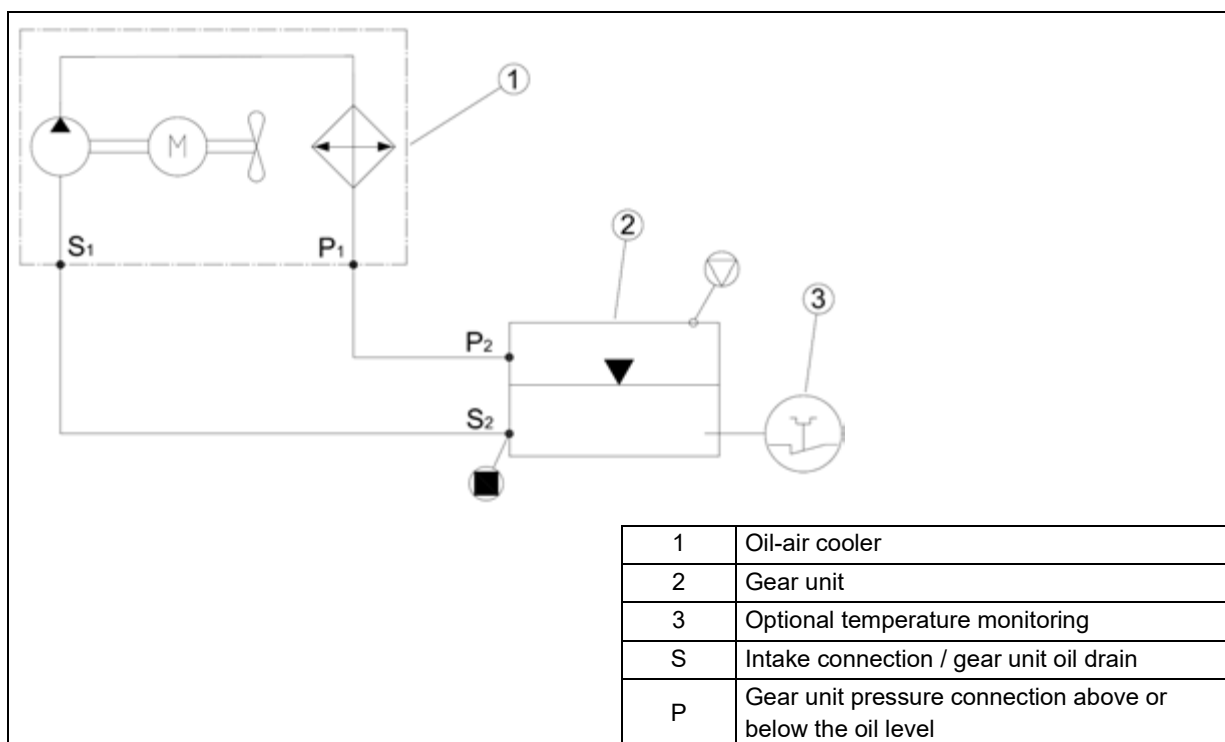 1
M
S₁
P₁
2
3
P₂
S₂
1 Oil-air cooler
2 Gear unit
3 Optional temperature monitoring
S Intake connection / gear unit oil drain
P Gear unit pressure connection above or
below the oil level